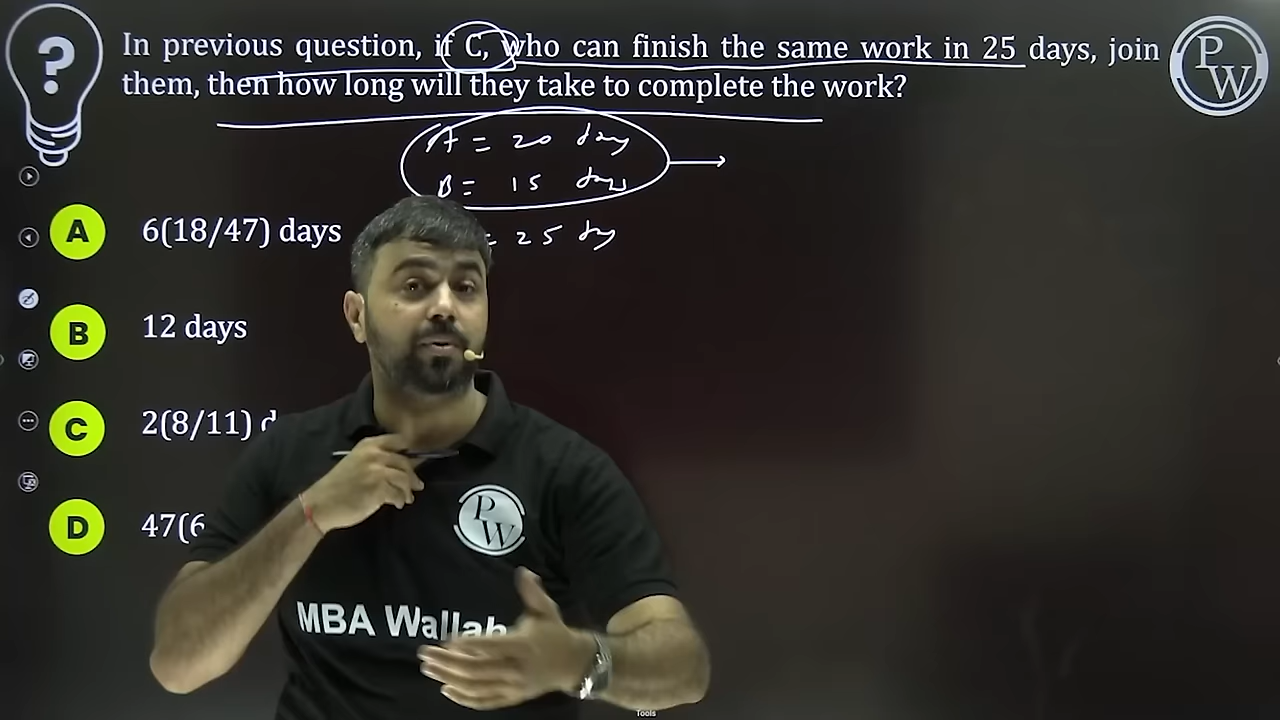 In previous question, if C, who can finish the same work in 25 days, join
them, then how long will they take to complete the work?
P
W
A = 20 day
B = 15 days
= 25 day
A 6(18/47) days
B 12 days
C 2(8/11) d
D 47(6
P
W
MBA Wallah
Tools